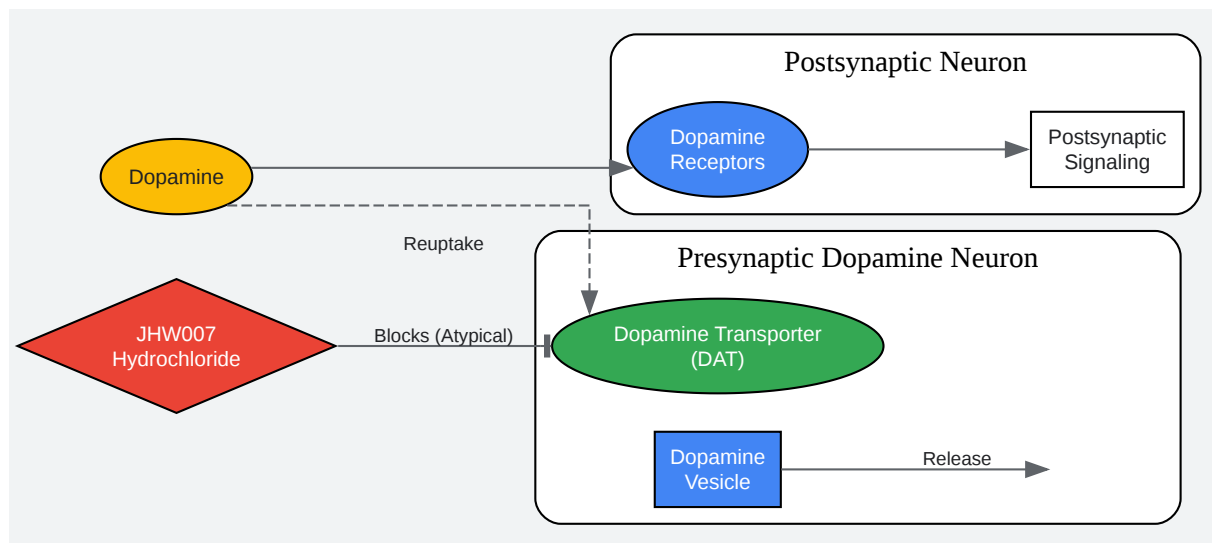 Postsynaptic Neuron
Dopamine
Receptors
Postsynaptic
Signaling
Dopamine
Reuptake
Presynaptic Dopamine Neuron
JHW007
Hydrochloride
Blocks (Atypical)
Dopamine Transporter
(DAT)
Dopamine
Vesicle
Release